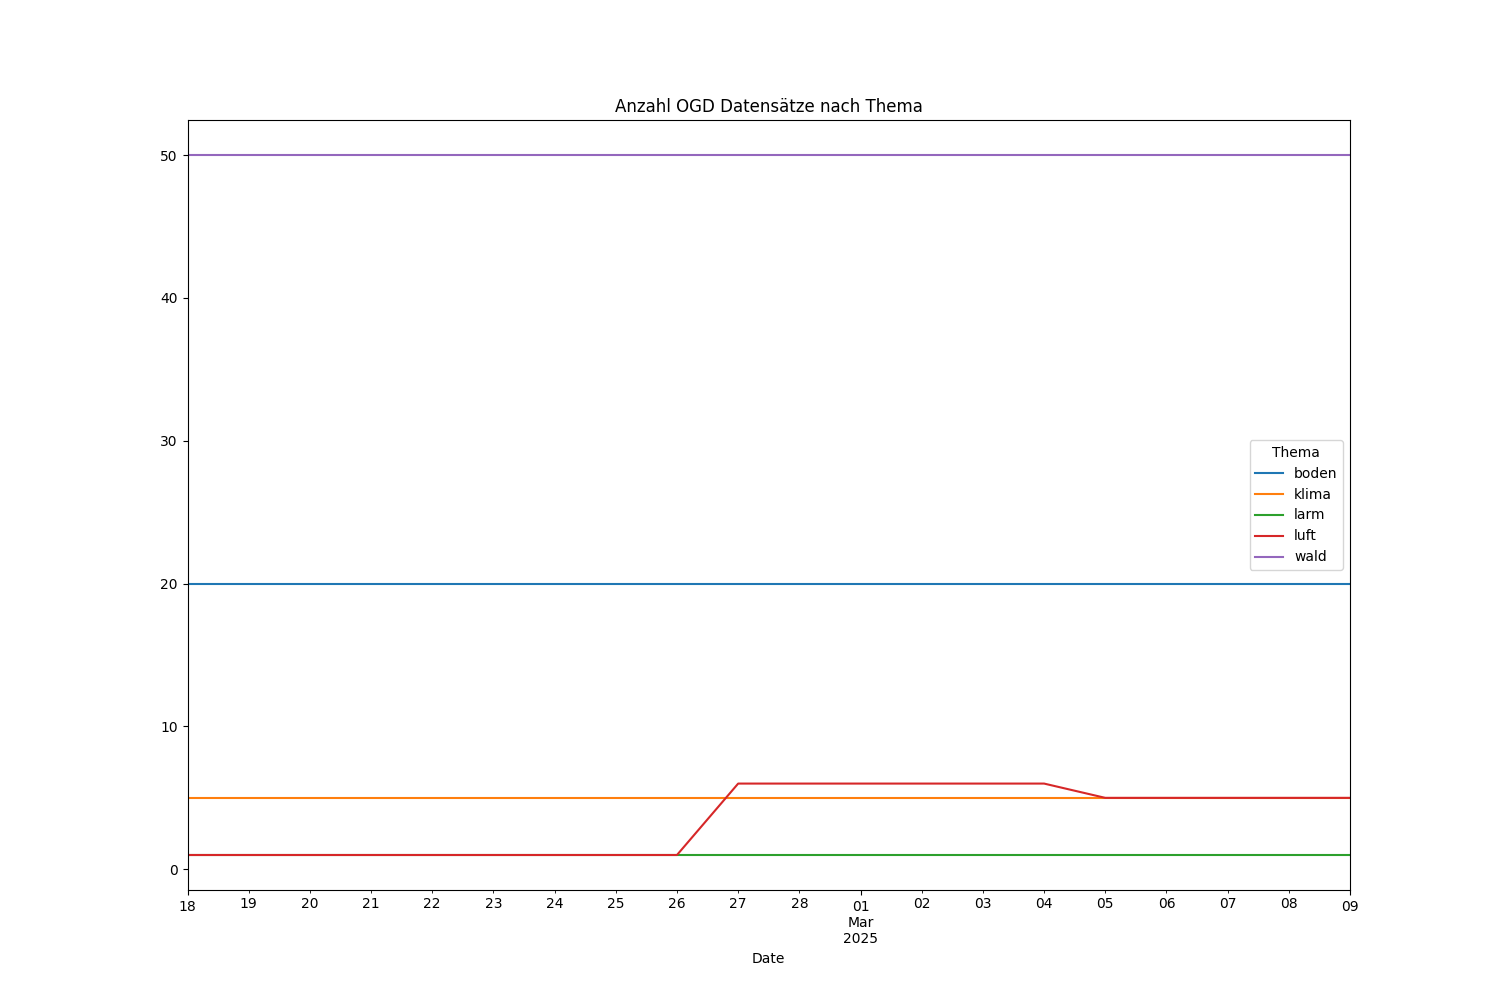 Anzahl OGD Datensätze nach Thema
50
40
30
20
10
0
Thema
boden
klima
larm
luft
wald
18 19 20 21 22 23 24 25 26 27 28 01 02 03 04 05 06 07 08 09
Mar
2025
Date